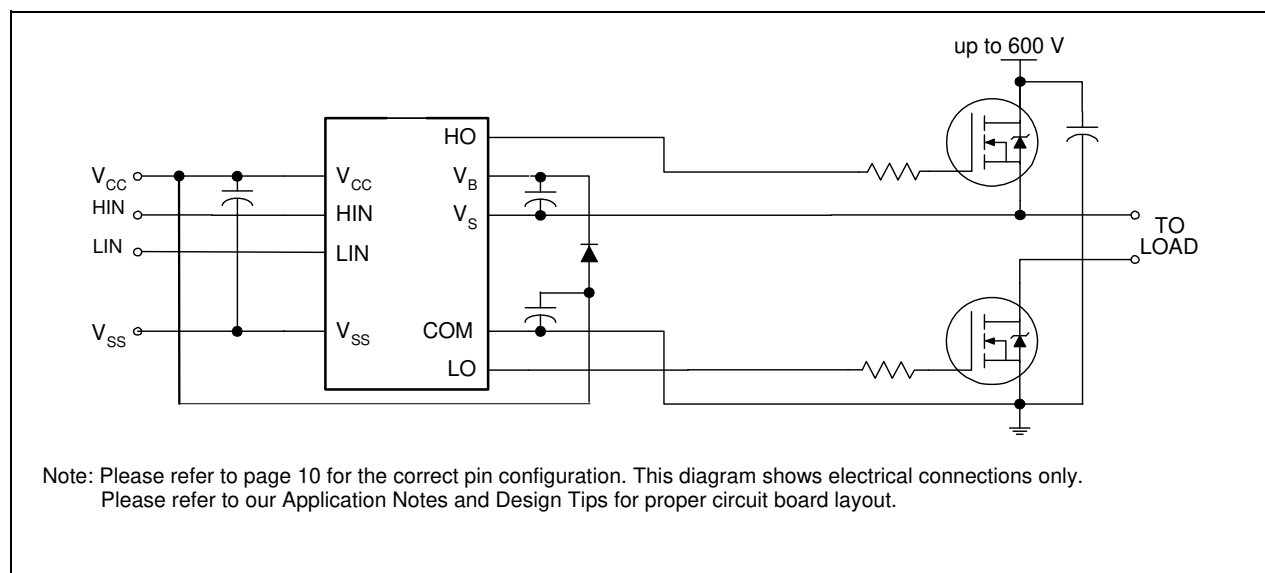 up to 600 V
HO
V_CC
V_CC
V_B
HIN
HIN
V_S
TO
LOAD
LIN
LIN
V_SS
V_SS
COM
LO
Note: Please refer to page 10 for the correct pin configuration. This diagram shows electrical connections only.
Please refer to our Application Notes and Design Tips for proper circuit board layout.